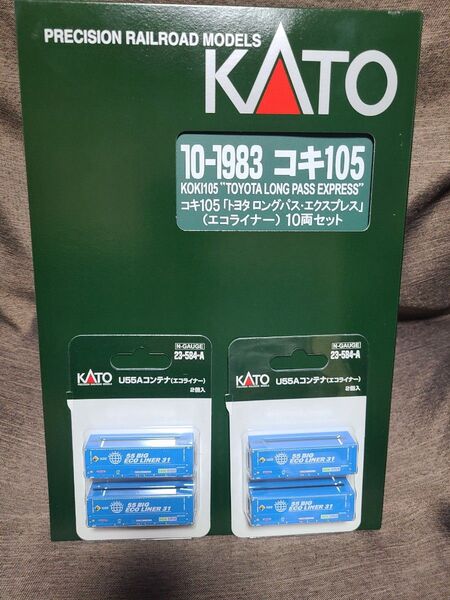 PRECISION RAILROAD MODELS
KATO
10-1983 コキ105
KOKI105 "TOYOTA LONG PASS EXPRESS"
コキ105「トヨタ ロングパス・エクスプレス」
(エコライナー) 10両セット
N-GAUGE
23-584-A
KATO
U55Aコンテナ(エコライナー)
2個入
55 BIG
ECO LINER 31
55 BIG
ECO LINER 31
N-GAUGE
23-584-A
KATO
U55Aコンテナ(エコライナー)
2個入
55 BIG
ECO LINER 31
55 BIG
ECO LINER 31